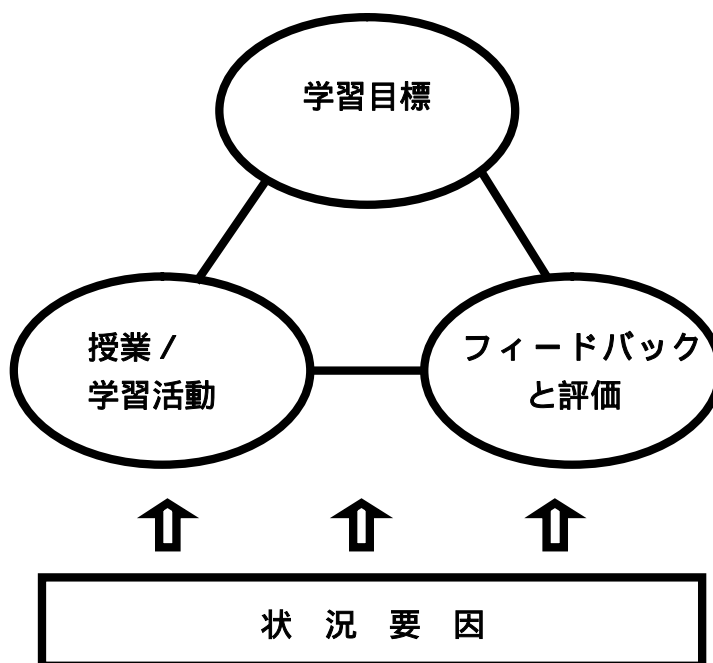 学習目標
授業 /
学習活動
フィードバック
と評価
状 況 要 因